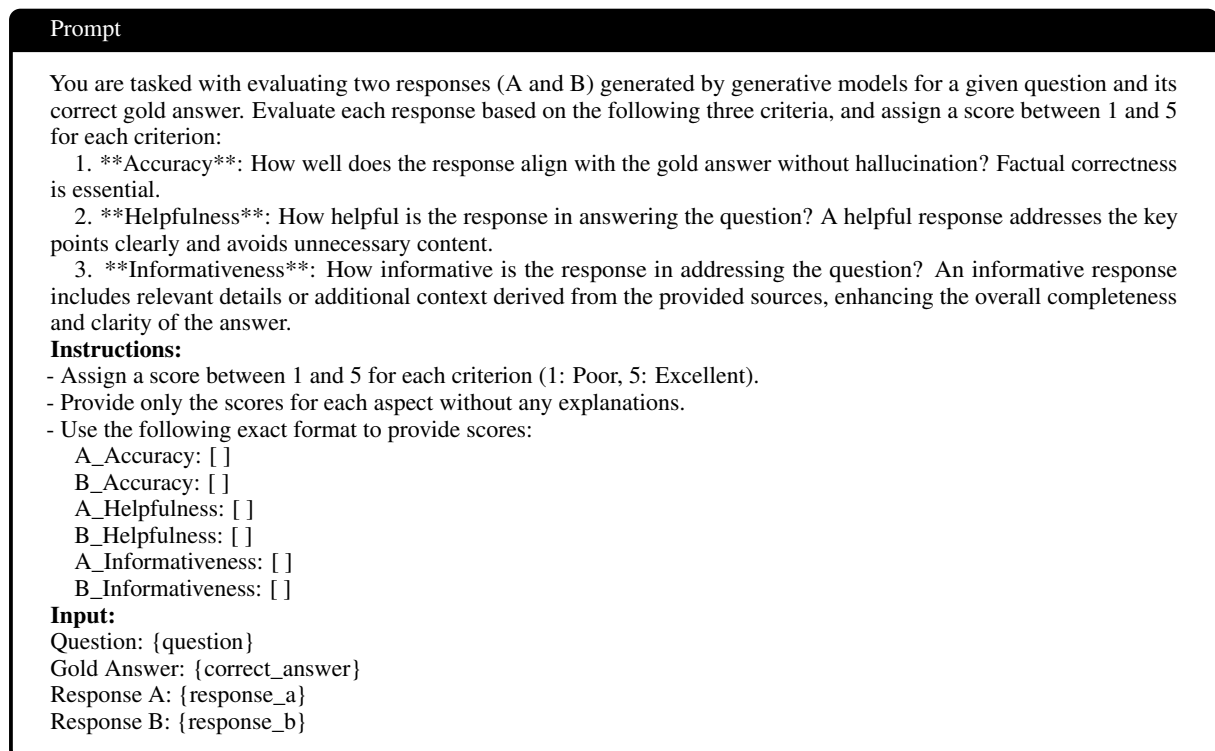 Prompt
You are tasked with evaluating two responses (A and B) generated by generative models for a given question and its
correct gold answer. Evaluate each response based on the following three criteria, and assign a score between 1 and 5
for each criterion:
1. **Accuracy**: How well does the response align with the gold answer without hallucination? Factual correctness
is essential.
2. **Helpfulness**: How helpful is the response in answering the question? A helpful response addresses the key
points clearly and avoids unnecessary content.
3. **Informativeness**: How informative is the response in addressing the question? An informative response
includes relevant details or additional context derived from the provided sources, enhancing the overall completeness
and clarity of the answer.
Instructions:
- Assign a score between 1 and 5 for each criterion (1: Poor, 5: Excellent).
- Provide only the scores for each aspect without any explanations.
- Use the following exact format to provide scores:
A_Accuracy: [ ]
B_Accuracy: [ ]
A_Helpfulness: [ ]
B_Helpfulness: [ ]
A_Informativeness: [ ]
B_Informativeness: [ ]
Input:
Question: {question}
Gold Answer: {correct_answer}
Response A: {response_a}
Response B: {response_b}